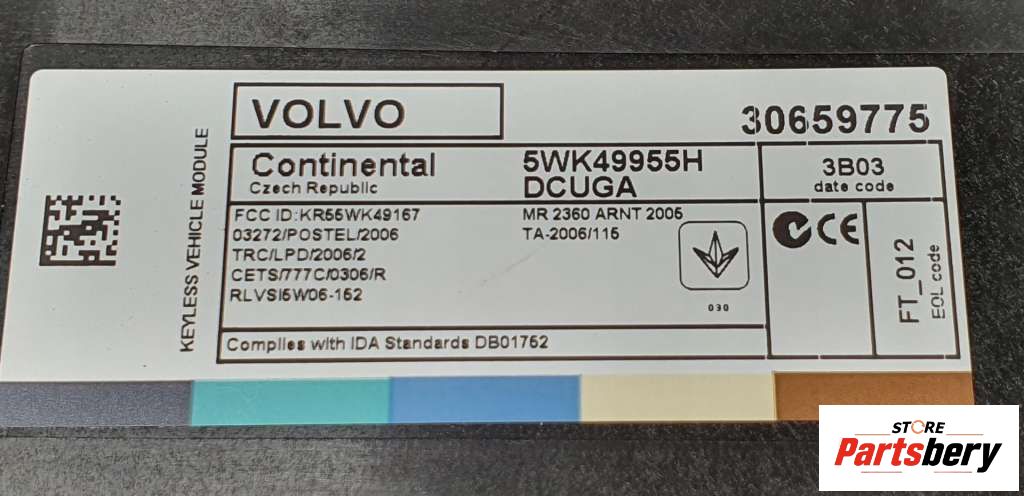 VOLVO
30659775
KEYLESS VEHICLE MODULE
Continental
Czech Republic
5WK49955H
DCUGA
3B03
date code
FCC ID:KR55WK49167
03272/POSTEL/2006
TRC/LPD/2006/2
CETS/777C/0306/R
RLVSI5W06-152
MR 2360 ARNT 2005
TA-2006/115
030
CE
FT_012
EOL code
Complies with IDA Standards DB01752
STORE
Partsbery